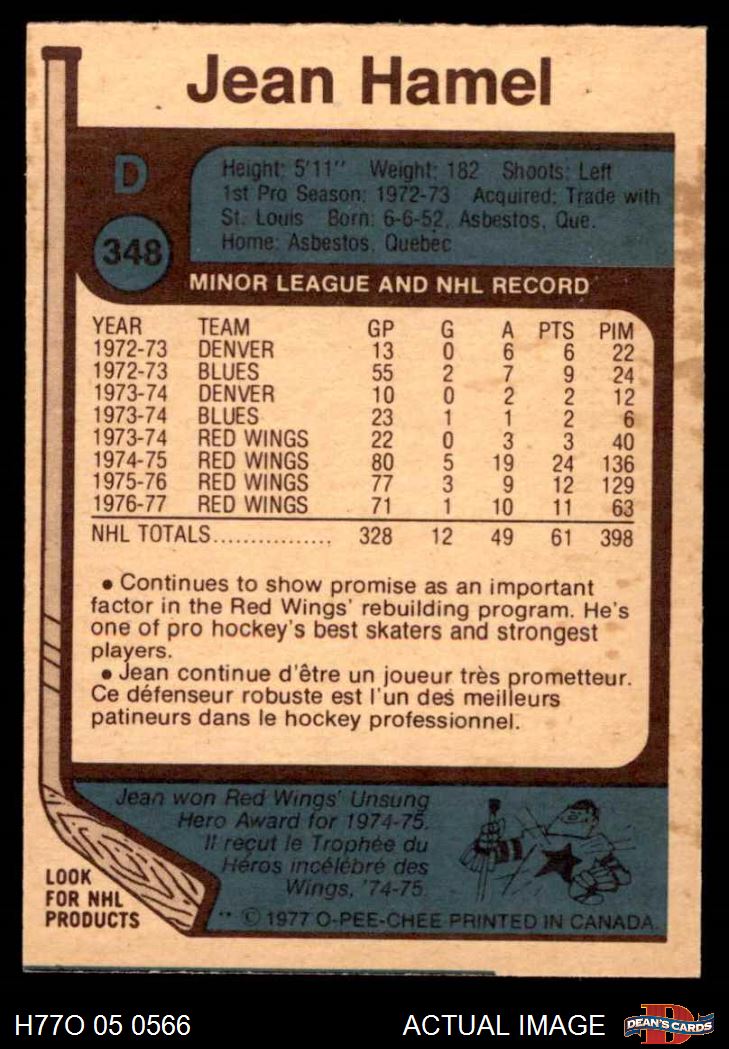 Jean Hamel
D
348
Height: 5'11" Weight: 182 Shoots: Left
1st Pro Season: 1972-73 Acquired: Trade with
St. Louis Born: 6-6-52, Asbestos, Que.
Home: Asbestos, Quebec
MINOR LEAGUE AND NHL RECORD
YEAR TEAM GP G A PTS PIM
1972-73 DENVER 13 0 6 6 22
1972-73 BLUES 55 2 7 9 24
1973-74 DENVER 10 0 2 2 12
1973-74 BLUES 23 1 1 2 6
1973-74 RED WINGS 22 0 3 3 40
1974-75 RED WINGS 80 5 19 24 136
1975-76 RED WINGS 77 3 9 12 129
1976-77 RED WINGS 71 1 10 11 63
NHL TOTALS................ 328 12 49 61 398
• Continues to show promise as an important
factor in the Red Wings' rebuilding program. He's
one of pro hockey's best skaters and strongest
players.
• Jean continue d'être un joueur très prometteur.
Ce défenseur robuste est l'un des meilleurs
patineurs dans le hockey professionnel.
Jean won Red Wings' Unsung
Hero Award for 1974-75.
Il reçut le Trophée du
Héros incélébré des
Wings, '74-75.
LOOK
FOR NHL
PRODUCTS
** © 1977 O-PEE-CHEE PRINTED IN CANADA.
H77O 05 0566
ACTUAL IMAGE
D
DEAN'S CARDS